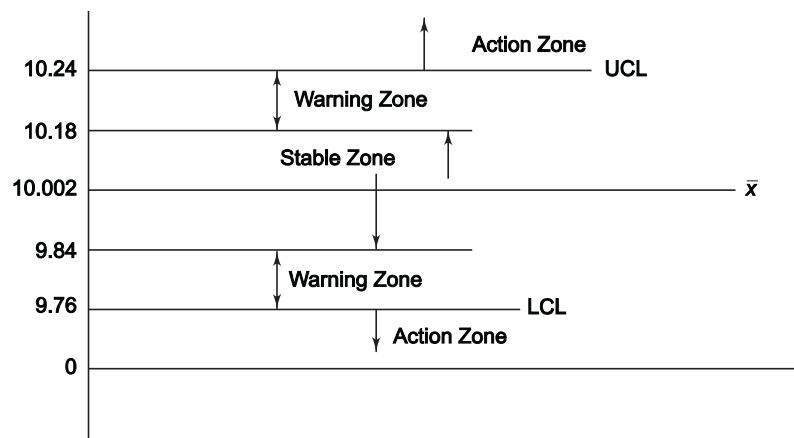 Action Zone
10.24 UCL
Warning Zone
10.18
Stable Zone
10.002 x̄
9.84
Warning Zone
9.76 LCL
Action Zone
0